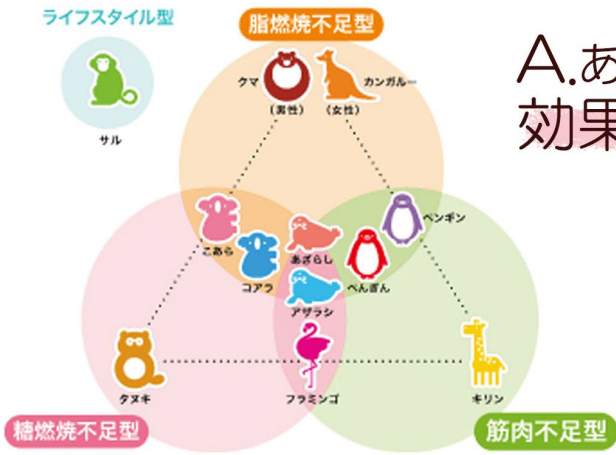 ライフスタイル型
脂燃焼不足型
A.あ
効果
クマ
カンガルー
(男性)
(女性)
サル
ペンギン
こあら
あざらし
コアラ
ぺんぎん
アザラシ
タヌキ
フラミンゴ
キリン
糖燃焼不足型
筋肉不足型